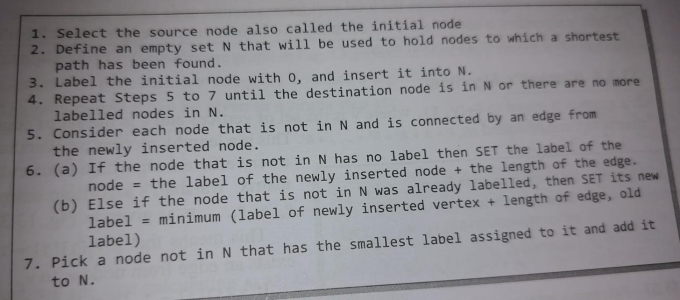 1. Select the source node also called the initial node
2. Define an empty set N that will be used to hold nodes to which a shortest
path has been found.
3. Label the initial node with 0, and insert it into N.
4. Repeat Steps 5 to 7 until the destination node is in N or there are no more
labelled nodes in N.
5. Consider each node that is not in N and is connected by an edge from
the newly inserted node.
6. (a) If the node that is not in N has no label then SET the label of the
node = the label of the newly inserted node + the length of the edge.
(b) Else if the node that is not in N was already labelled, then SET its new
label = minimum (label of newly inserted vertex + length of edge, old
label)
7. Pick a node not in N that has the smallest label assigned to it and add it
to N.